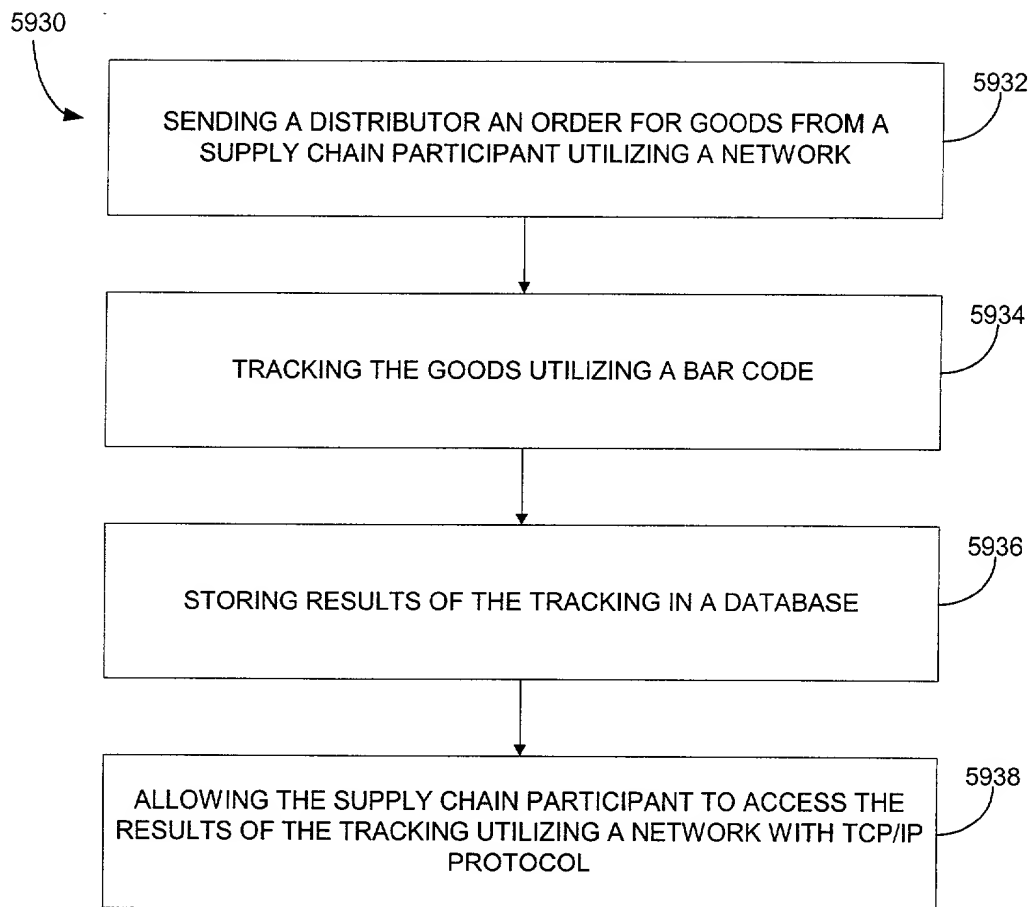 5930
5932
SENDING A DISTRIBUTOR AN ORDER FOR GOODS FROM A
SUPPLY CHAIN PARTICIPANT UTILIZING A NETWORK
5934
TRACKING THE GOODS UTILIZING A BAR CODE
5936
STORING RESULTS OF THE TRACKING IN A DATABASE
5938
ALLOWING THE SUPPLY CHAIN PARTICIPANT TO ACCESS THE
RESULTS OF THE TRACKING UTILIZING A NETWORK WITH TCP/IP
PROTOCOL